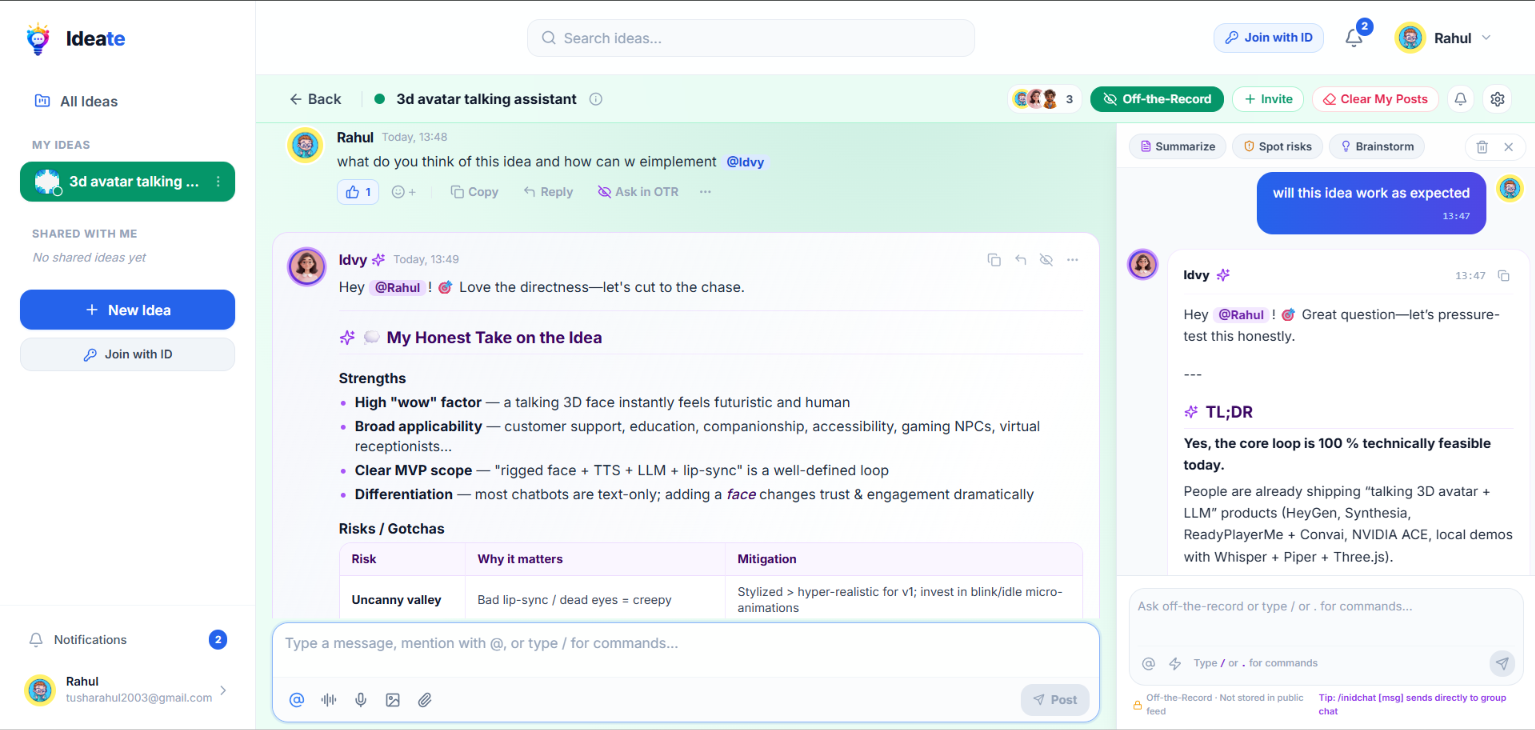 Ideate
Search ideas...
Join with ID
2
Rahul
All Ideas
MY IDEAS
3d avatar talking ...
SHARED WITH ME
No shared ideas yet
+ New Idea
Join with ID
Notifications
2
Rahul
tusharahul2003@gmail.com
Back
3d avatar talking assistant
3
Off-the-Record
+ Invite
Clear My Posts
Rahul Today, 13:48
what do you think of this idea and how can w eimplement @Idvy
1
Copy
Reply
Ask in OTR
Idvy Today, 13:49
Hey @Rahul ! 🎯 Love the directness—let's cut to the chase.
My Honest Take on the Idea
Strengths
• High "wow" factor — a talking 3D face instantly feels futuristic and human
• Broad applicability — customer support, education, companionship, accessibility, gaming NPCs, virtual
receptionists...
• Clear MVP scope — "rigged face + TTS + LLM + lip-sync" is a well-defined loop
• Differentiation — most chatbots are text-only; adding a face changes trust & engagement dramatically
Risks / Gotchas
Risk Why it matters Mitigation
Uncanny valley Bad lip-sync / dead eyes = creepy Stylized > hyper-realistic for v1; invest in blink/idle micro-
animations
Type a message, mention with @, or type / for commands...
Post
Summarize
Spot risks
Brainstorm
will this idea work as expected
13:47
Idvy 13:47
Hey @Rahul ! 🎯 Great question—let's pressure-
test this honestly.
---
TL;DR
Yes, the core loop is 100 % technically feasible
today.
People are already shipping “talking 3D avatar +
LLM” products (HeyGen, Synthesia,
ReadyPlayerMe + Convai, NVIDIA ACE, local demos
with Whisper + Piper + Three.js).
Ask off-the-record or type / or . for commands...
@ Type / or . for commands
Off-the-Record · Not stored in public
feed
Tip: /inidchat [msg] sends directly to group
chat